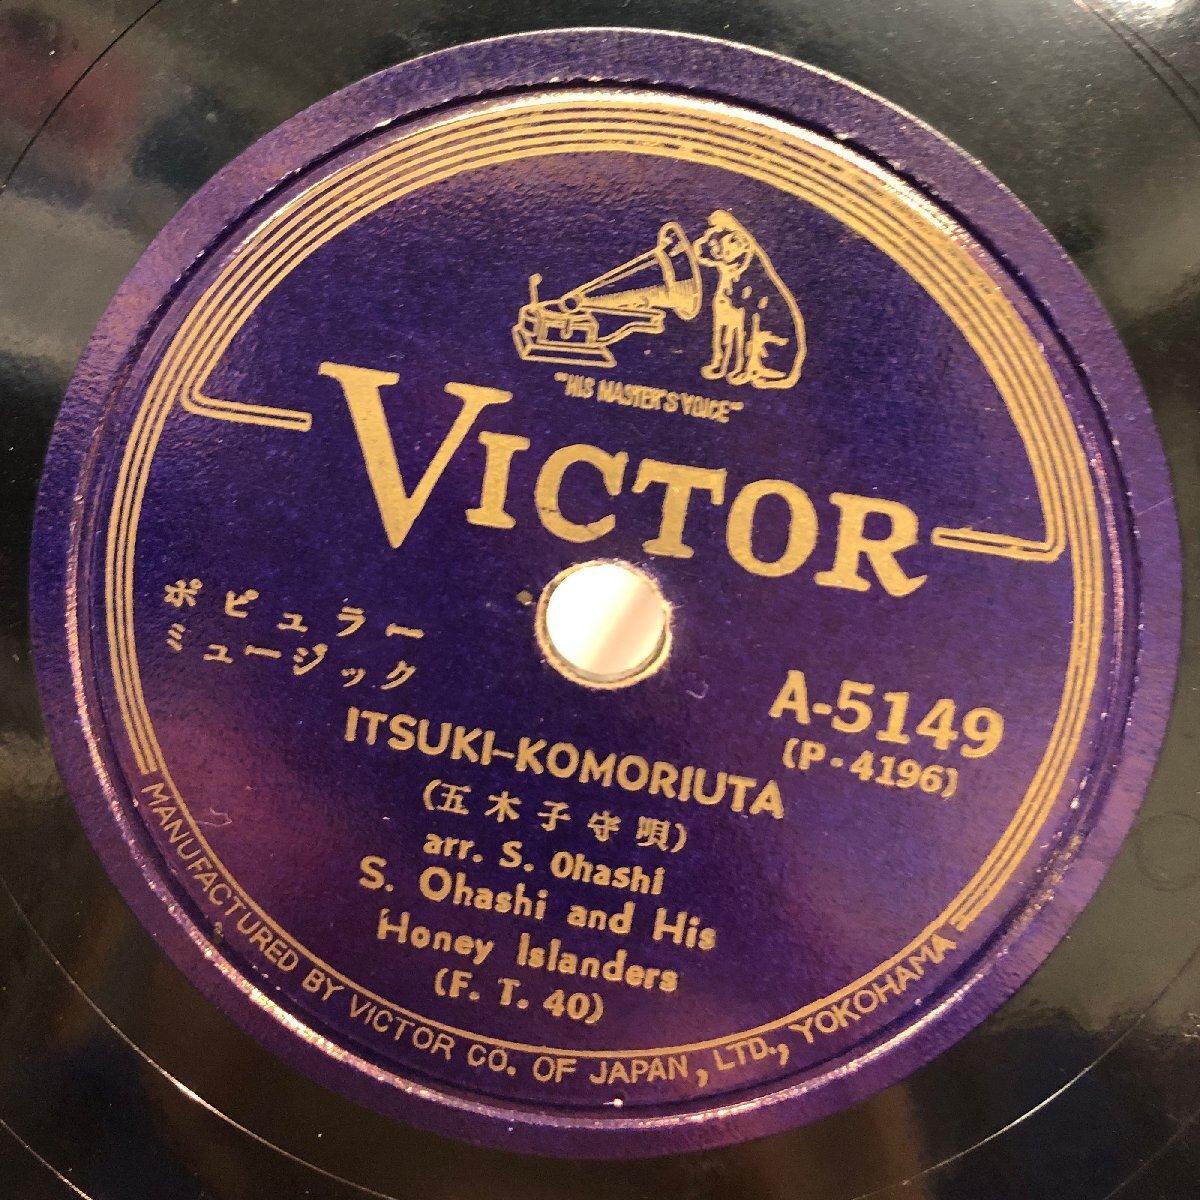 "HIS MASTER'S VOICE"
VICTOR
ポピュラー
ミュージック
A-5149
(P・4196)
ITSUKI-KOMORIUTA
(五木子守唄)
arr. S. Ohashi
S. Ohashi and His
Honey Islanders
(F. T. 40)
MANUFACTURED BY VICTOR CO. OF JAPAN, LTD., YOKOHAMA